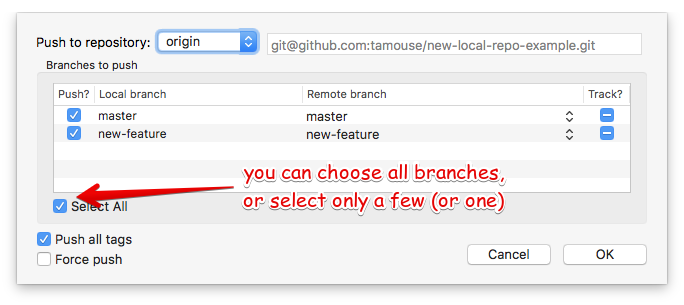 Push to repository: origin git@github.com:tamouse/new-local-repo-example.git
Branches to push
Push? Local branch Remote branch Track?
master master
new-feature new-feature
you can choose all branches,
or select only a few (or one)
Select All
Push all tags
Force push
Cancel OK